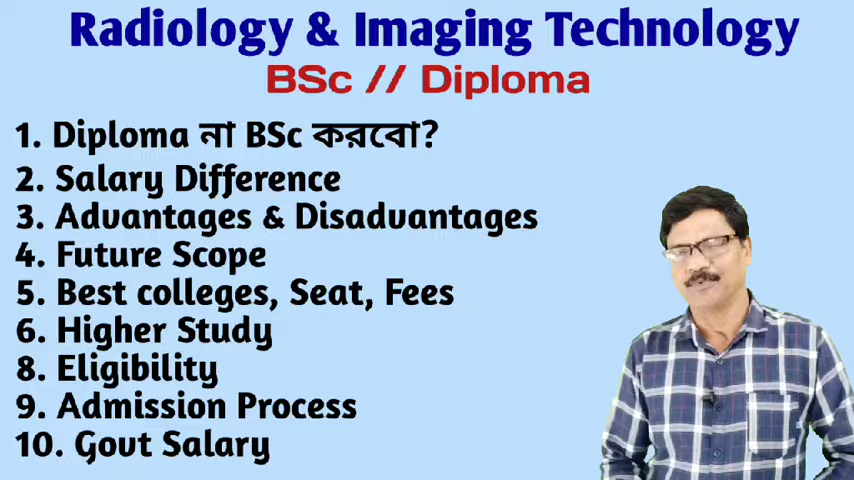 Radiology & Imaging Technology
BSc // Diploma
1. Diploma না BSc করবো?
2. Salary Difference
3. Advantages & Disadvantages
4. Future Scope
5. Best colleges, Seat, Fees
6. Higher Study
8. Eligibility
9. Admission Process
10. Govt Salary